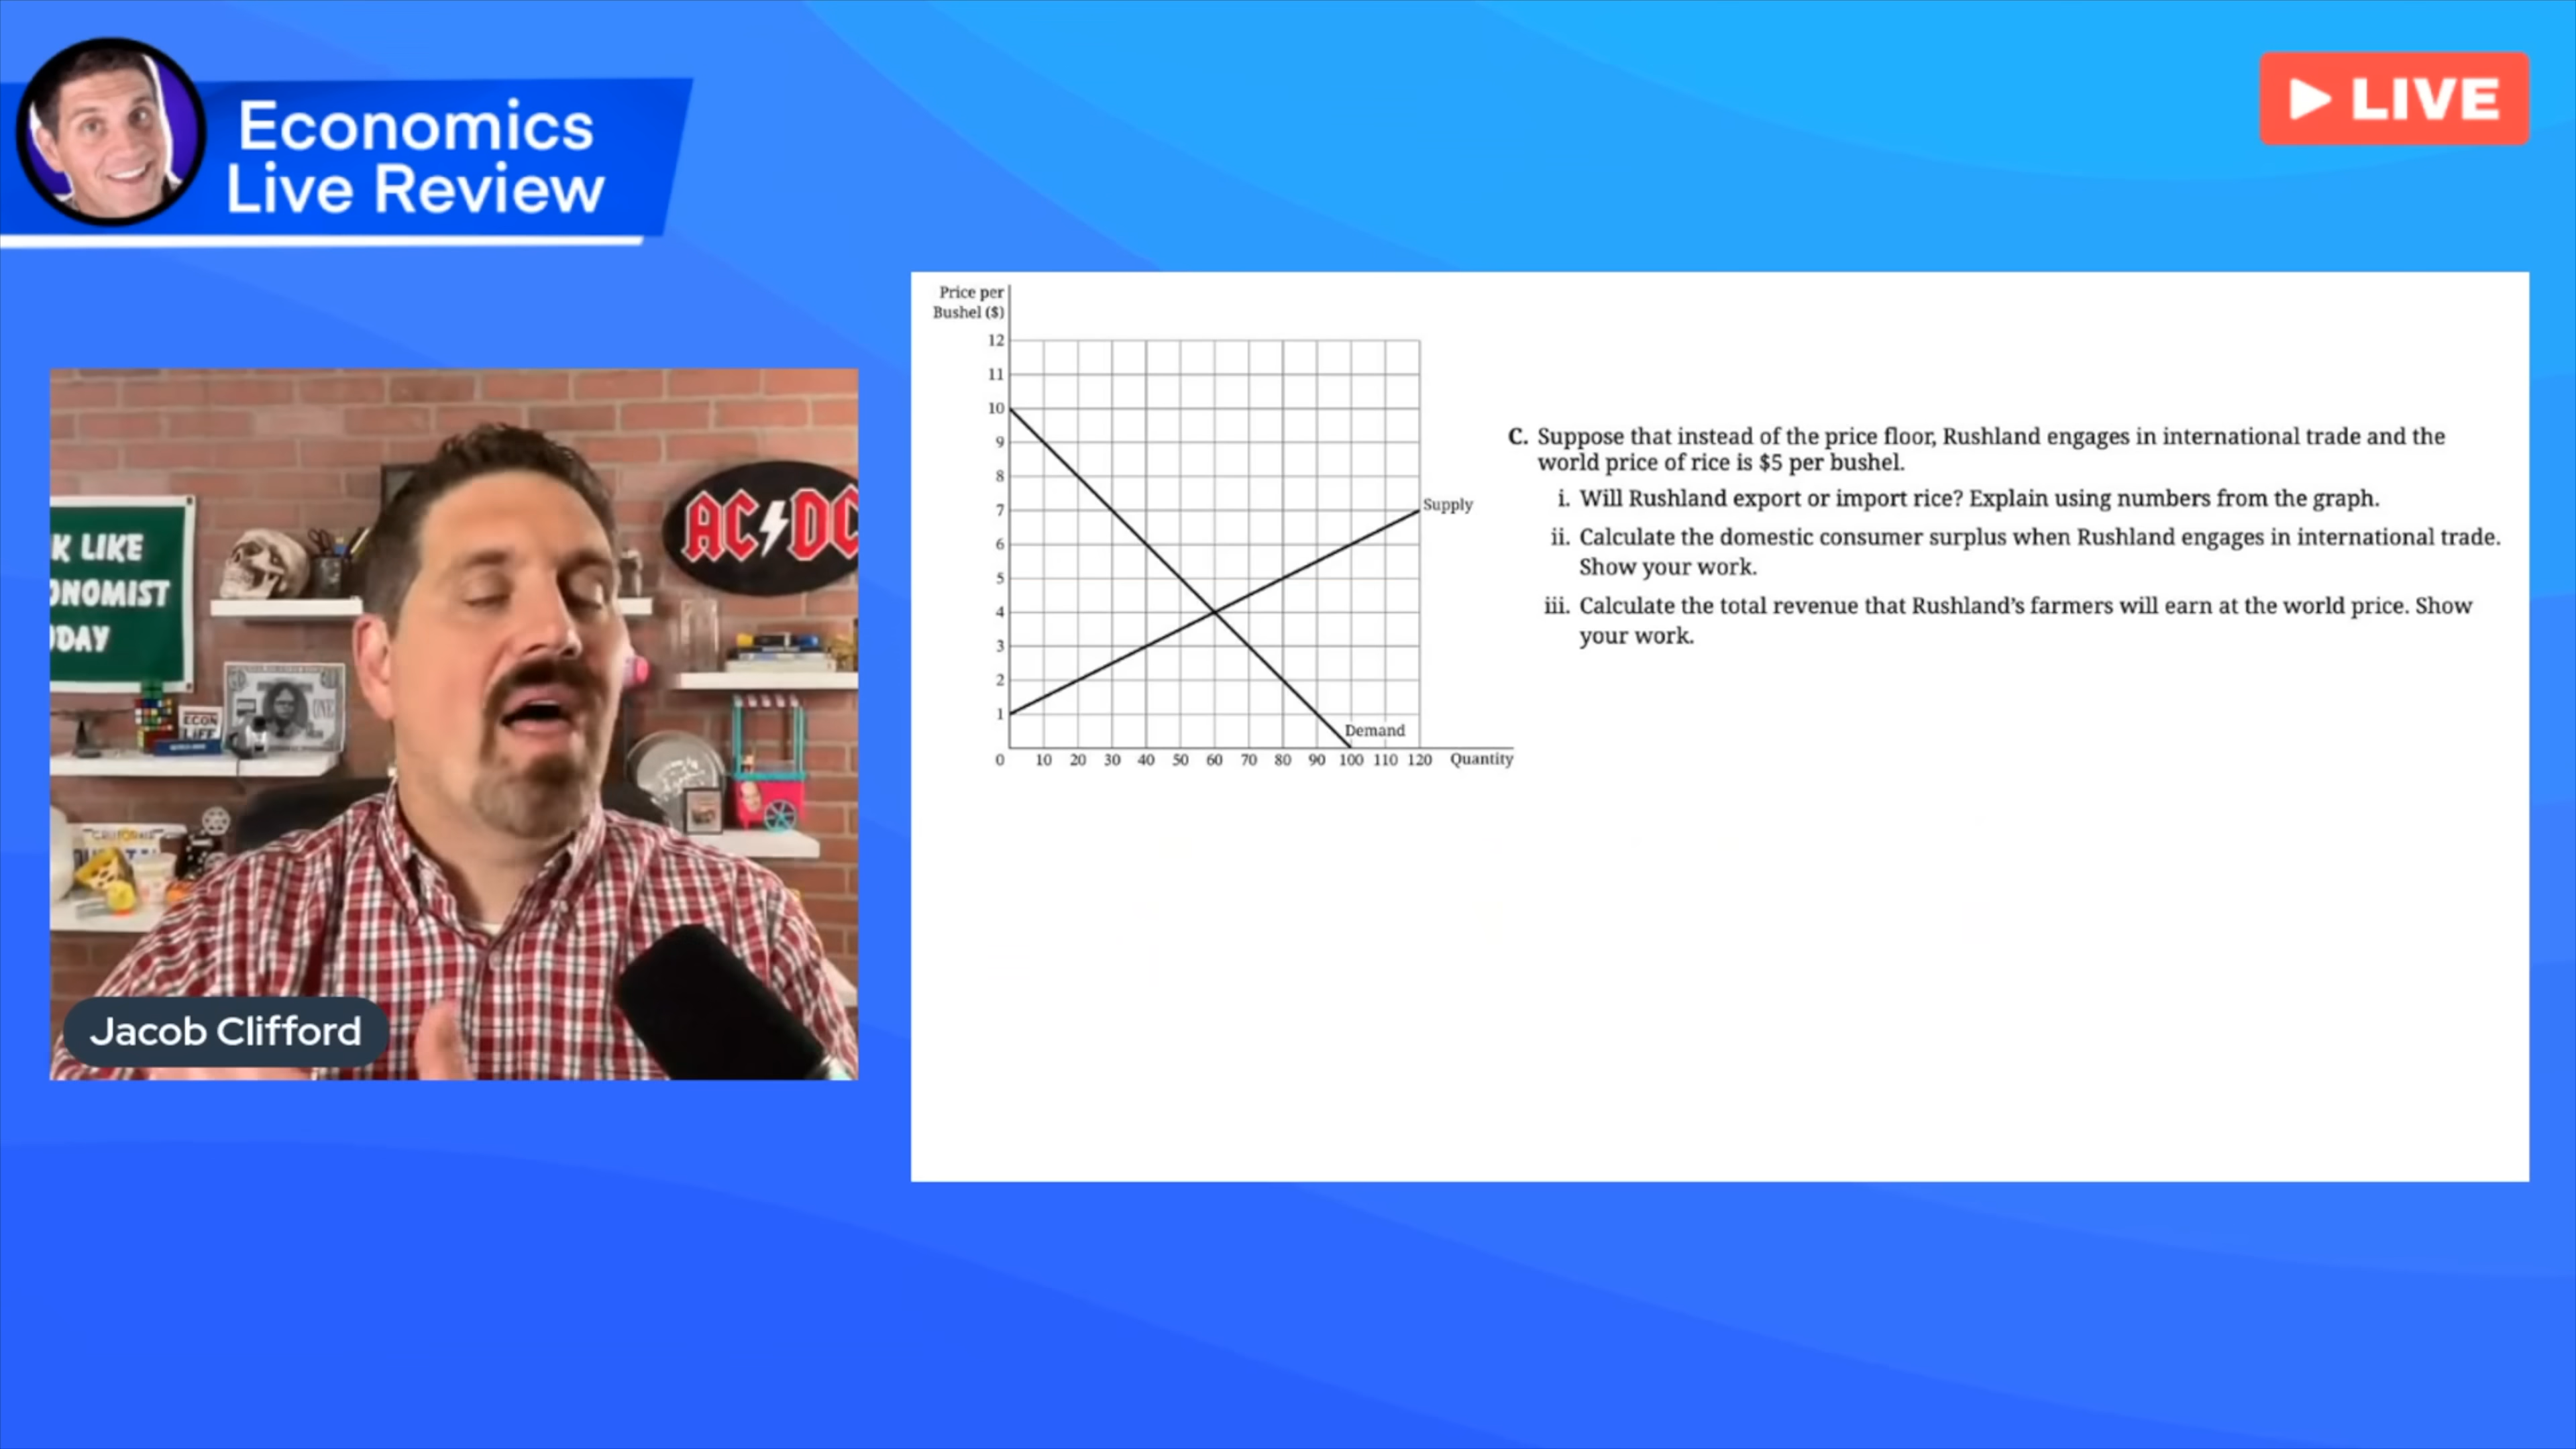 Economics
Live Review
LIVE
K LIKE
ONOMIST
DAY
AC DC
ECON
LIFE
ONE
Jacob Clifford
Price per
Bushel ($)
12
11
10
9
8
7
6
5
4
3
2
1
0
10 20 30 40 50 60 70 80 90 100 110 120 Quantity
Supply
Demand
C. Suppose that instead of the price floor, Rushland engages in international trade and the
world price of rice is $5 per bushel.
i. Will Rushland export or import rice? Explain using numbers from the graph.
ii. Calculate the domestic consumer surplus when Rushland engages in international trade.
Show your work.
iii. Calculate the total revenue that Rushland’s farmers will earn at the world price. Show
your work.